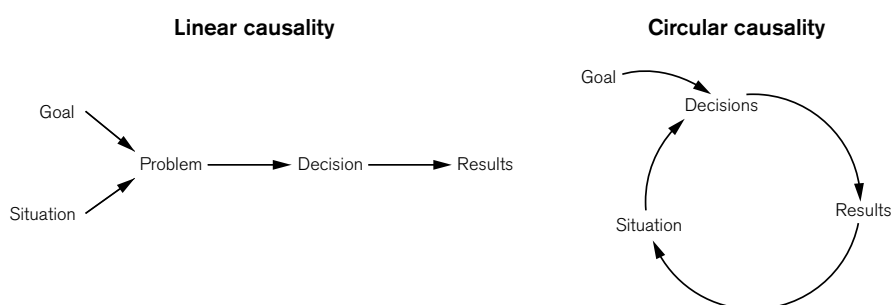 Linear causality
Goal
Problem
Decision
Results
Situation
Circular causality
Goal
Decisions
Results
Situation